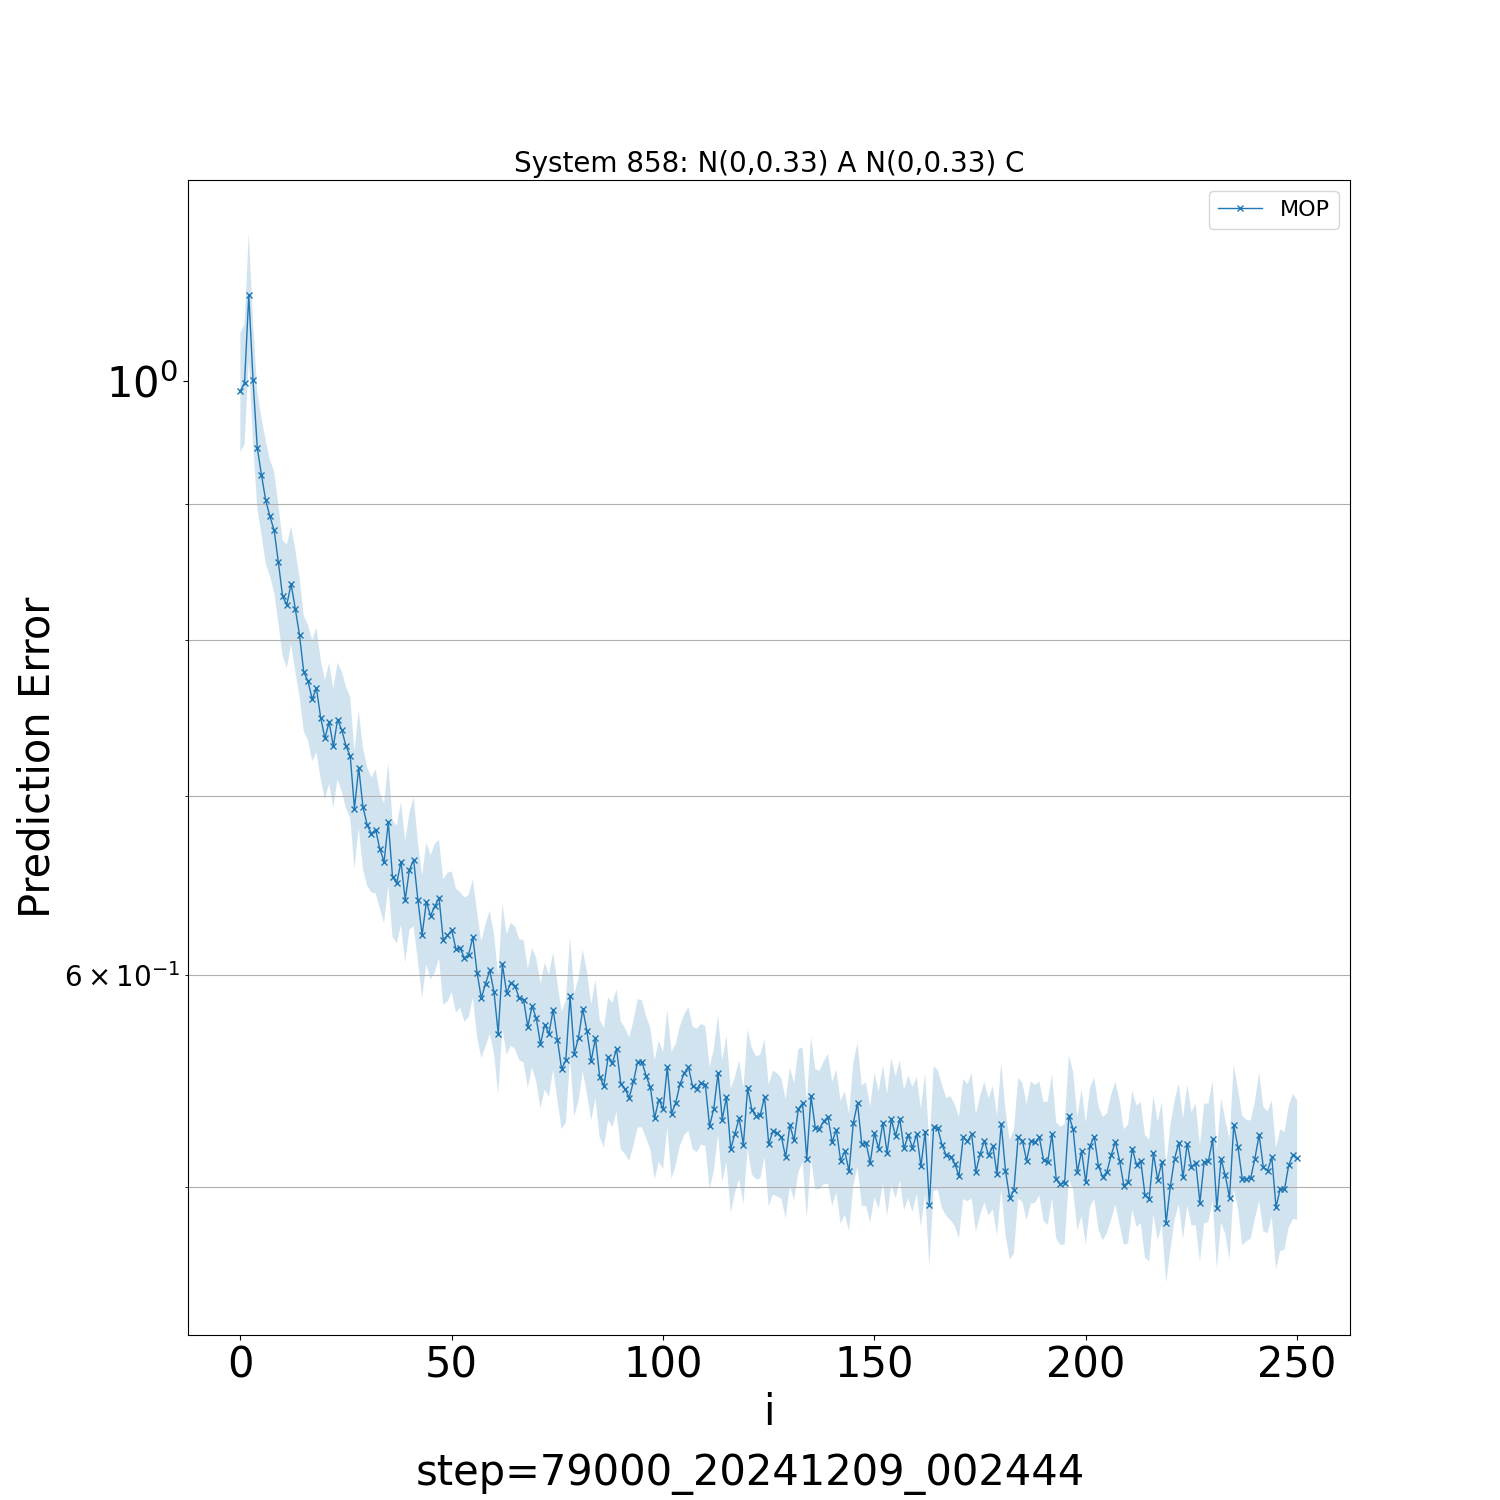 System 858: N(0,0.33) A N(0,0.33) C
MOP
10⁰
6 × 10⁻¹
Prediction Error
0 50 100 150 200 250
i
step=79000_20241209_002444